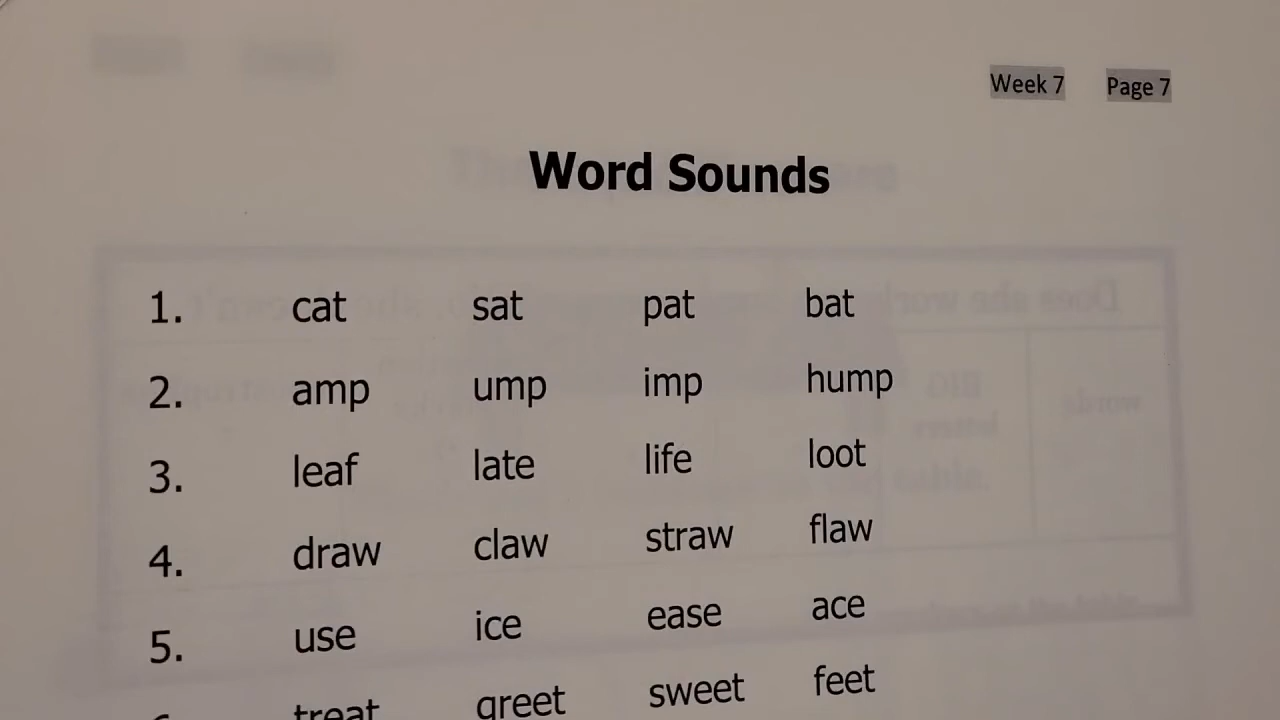 Week 7 Page 7
Word Sounds
1. cat sat pat bat
2. amp ump imp hump
3. leaf late life loot
4. draw claw straw flaw
5. use ice ease ace
treat greet sweet feet